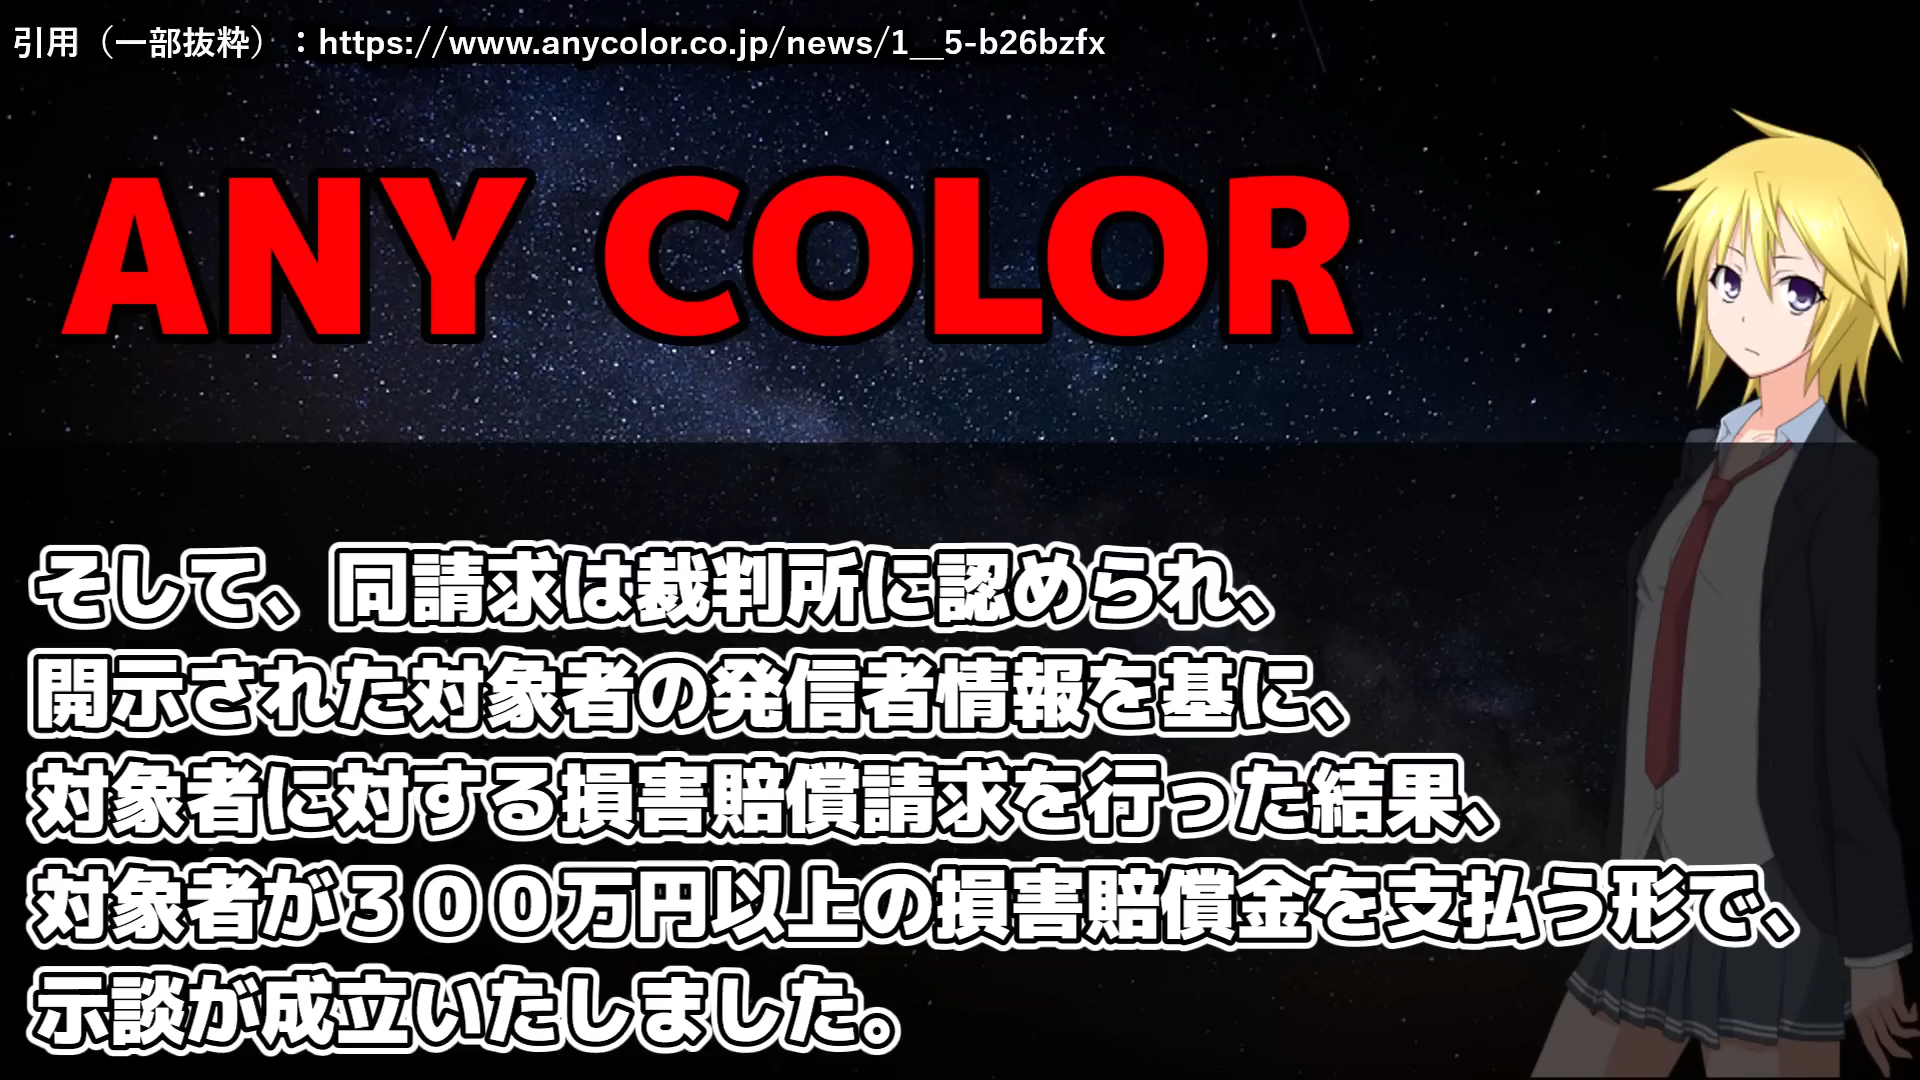 引用（一部抜粋）：https://www.anycolor.co.jp/news/1__5-b26bzfx
ANY COLOR
そして、同請求は裁判所に認められ、
開示された対象者の発信者情報を基に、
対象者に対する損害賠償請求を行った結果、
対象者が３００万円以上の損害賠償金を支払う形で、
示談が成立いたしました。